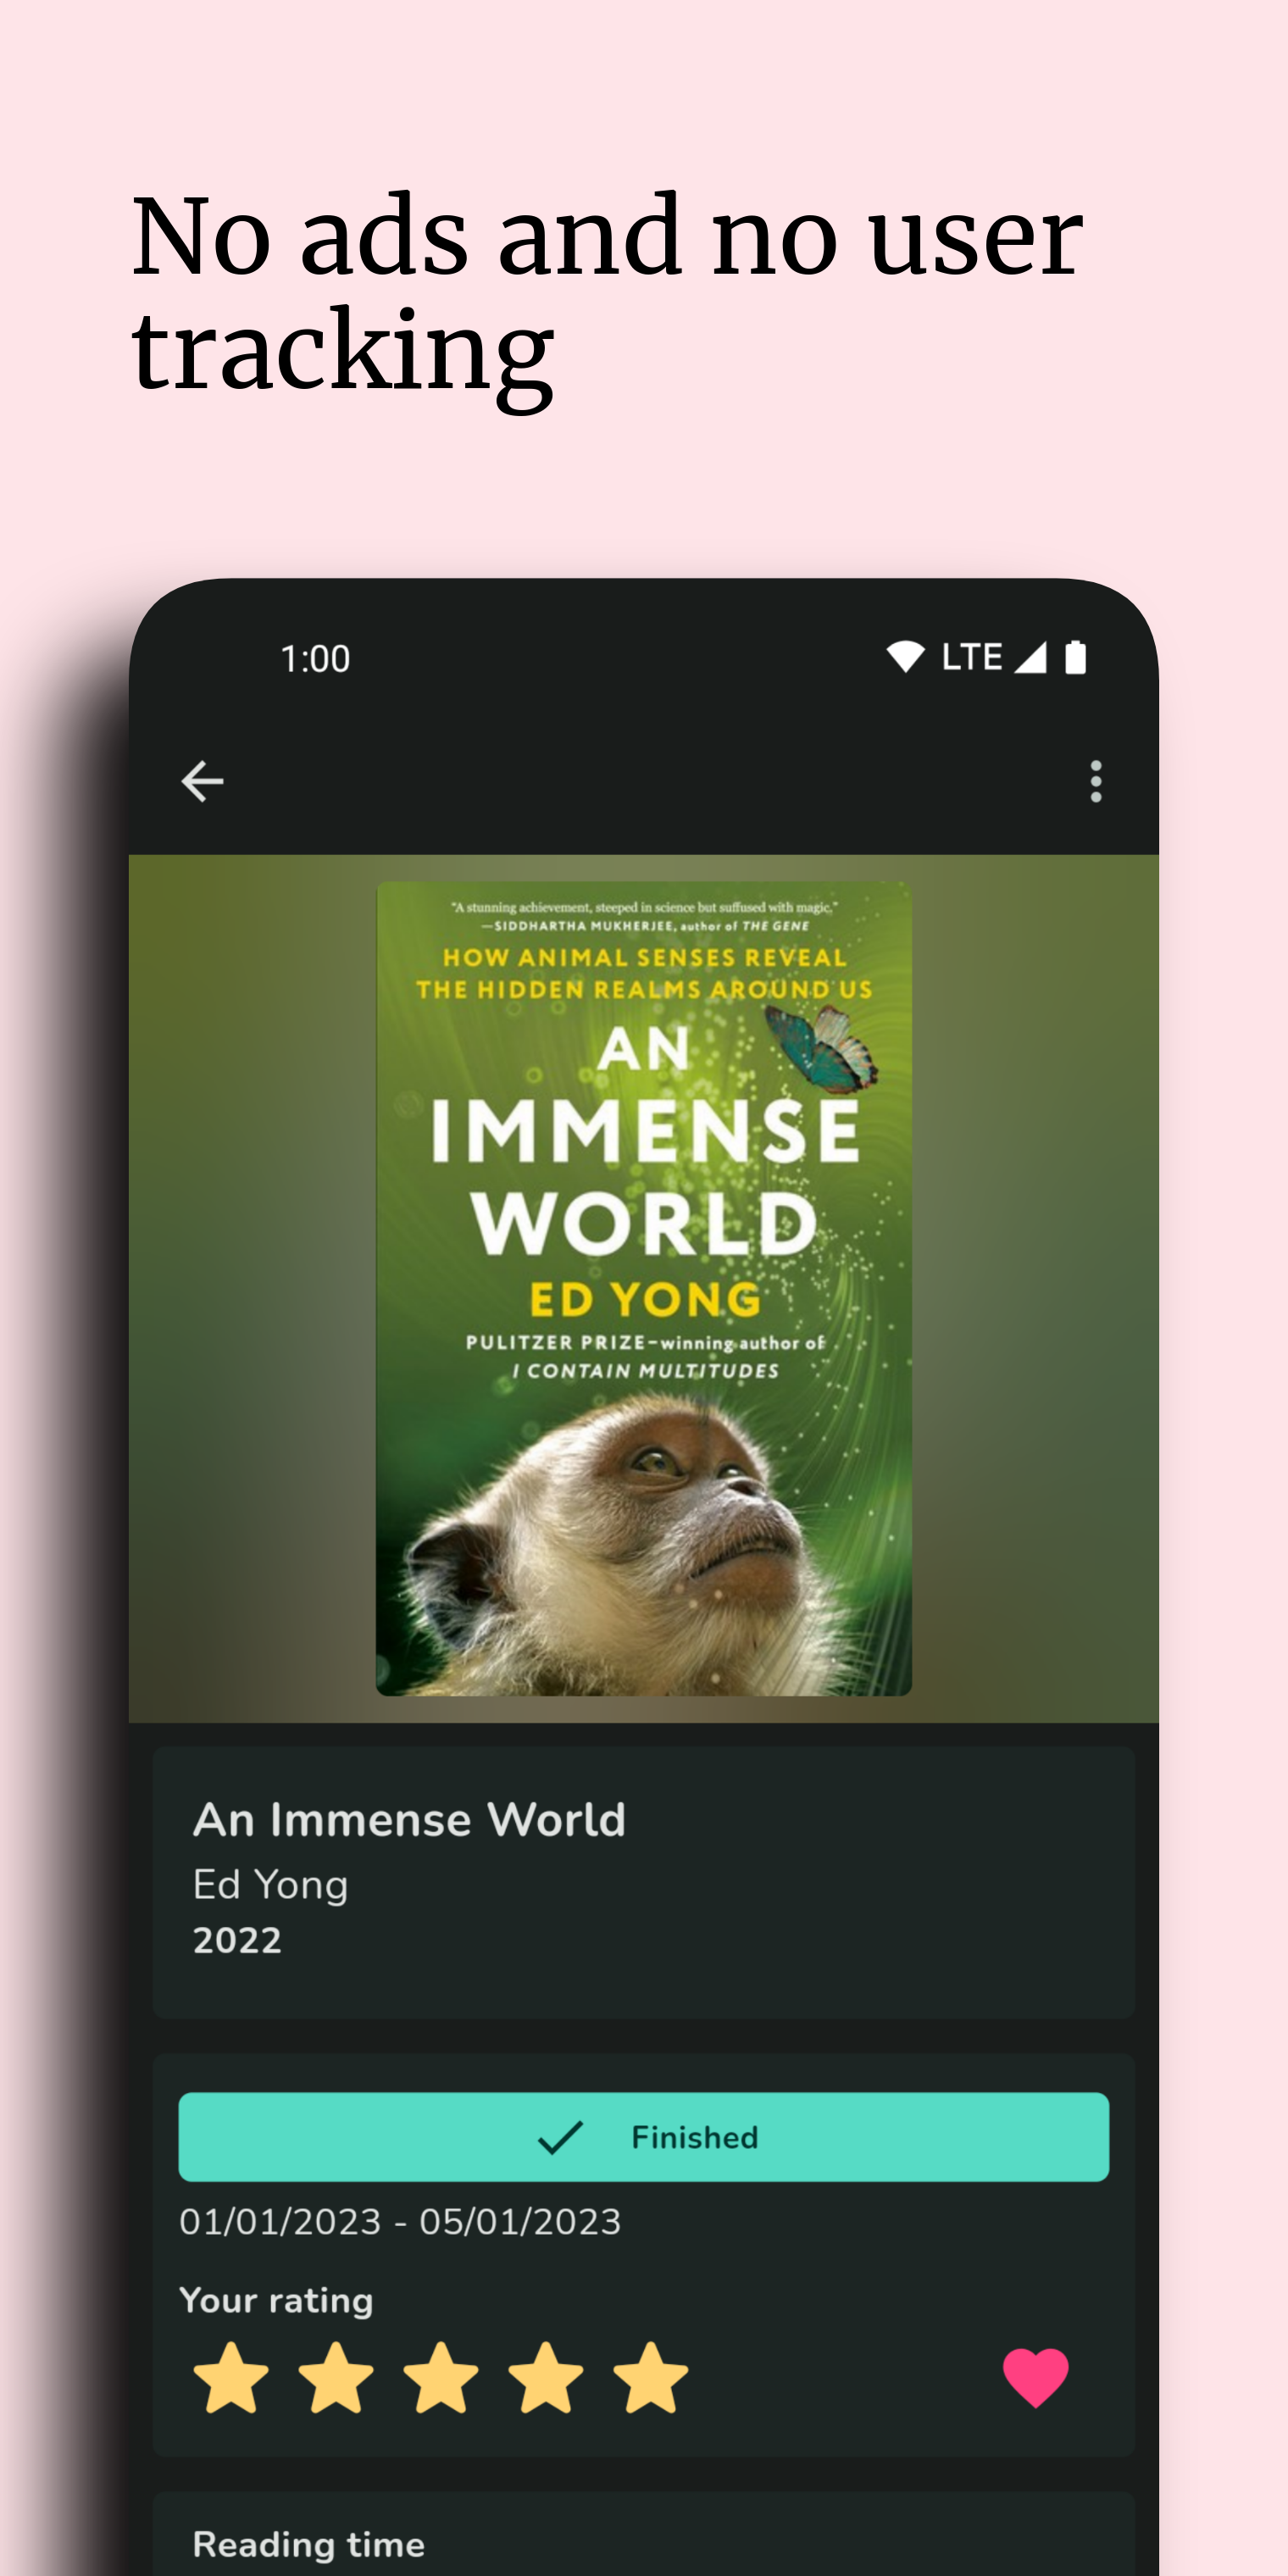 No ads and no user
tracking
1:00 LTE
"A stunning achievement, steeped in science but suffused with magic."
—SIDDHARTHA MUKHERJEE, author of THE GENE
HOW ANIMAL SENSES REVEAL
THE HIDDEN REALMS AROUND US
AN
IMMENSE
WORLD
ED YONG
PULITZER PRIZE–winning author of
I CONTAIN MULTITUDES
An Immense World
Ed Yong
2022
Finished
01/01/2023 - 05/01/2023
Your rating
Reading time